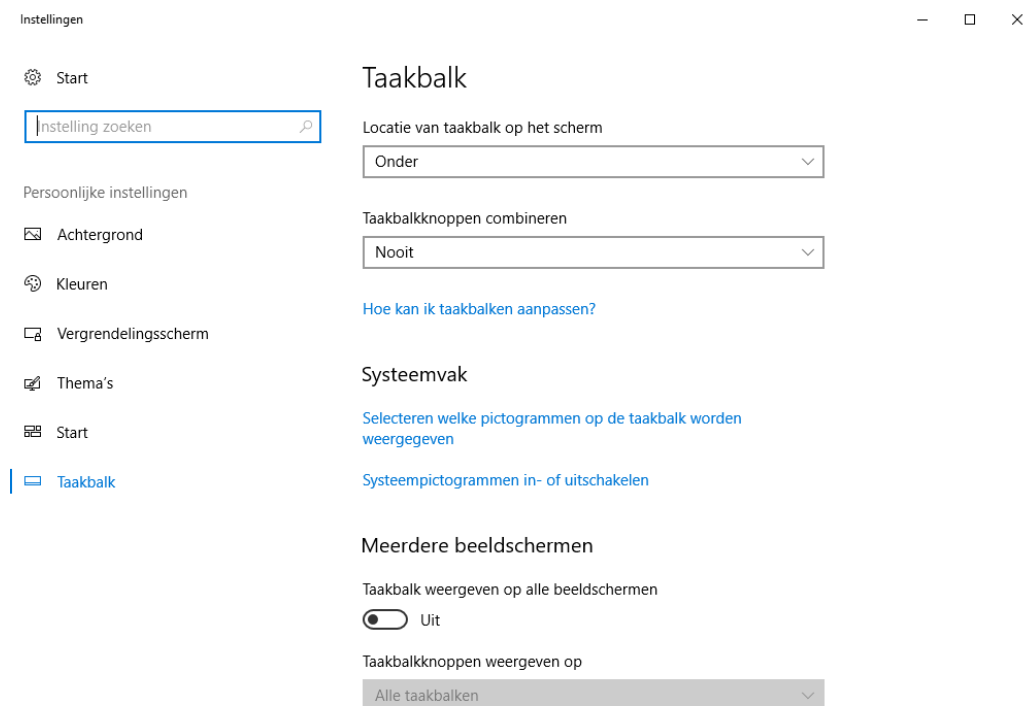 Instellingen
Start
Instelling zoeken
Persoonlijke instellingen
Achtergrond
Kleuren
Vergrendelingsscherm
Thema's
Start
Taakbalk
Taakbalk
Locatie van taakbalk op het scherm
Onder
Taakbalkknoppen combineren
Nooit
Hoe kan ik taakbalken aanpassen?
Systeemvak
Selecteren welke pictogrammen op de taakbalk worden
weergegeven
Systeempictogrammen in- of uitschakelen
Meerdere beeldschermen
Taakbalk weergeven op alle beeldschermen
Uit
Taakbalkknoppen weergeven op
Alle taakbalken